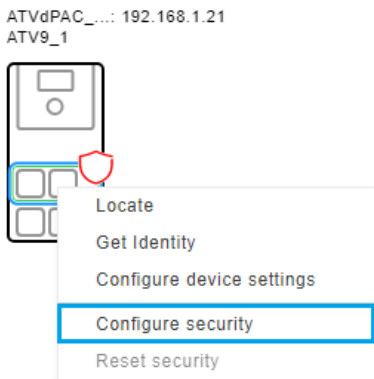 ATVdPAC_...: 192.168.1.21
ATV9_1
Locate
Get Identity
Configure device settings
Configure security
Reset security